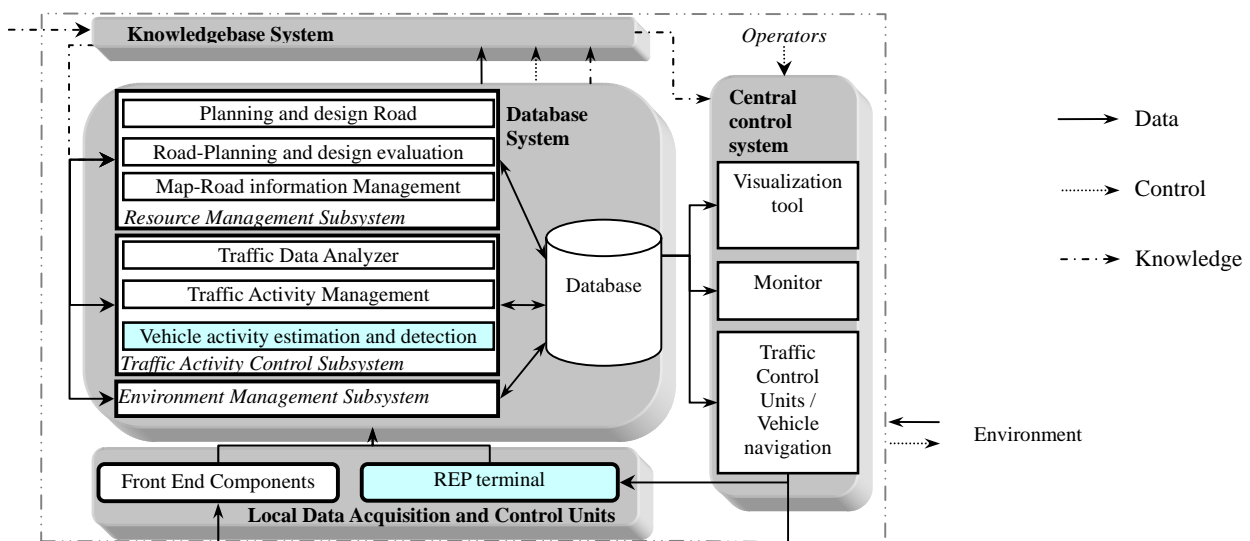 Knowledgebase System
Operators
Planning and design Road
Road-Planning and design evaluation
Map-Road information Management
Resource Management Subsystem
Database
System
Traffic Data Analyzer
Traffic Activity Management
Vehicle activity estimation and detection
Traffic Activity Control Subsystem
Environment Management Subsystem
Database
Central
control
system
Visualization
tool
Monitor
Traffic
Control
Units /
Vehicle
navigation
Front End Components
REP terminal
Local Data Acquisition and Control Units
Data
Control
Knowledge
Environment